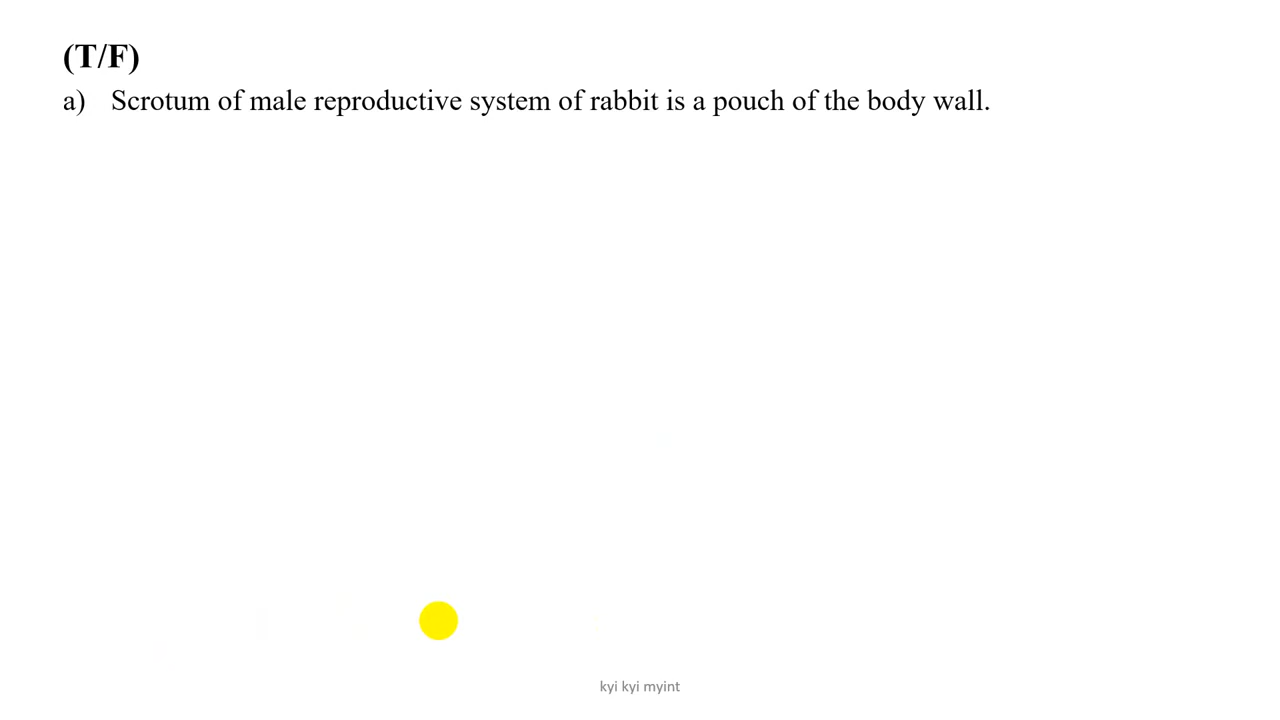 (T/F)
a) Scrotum of male reproductive system of rabbit is a pouch of the body wall.
kyi kyi myint